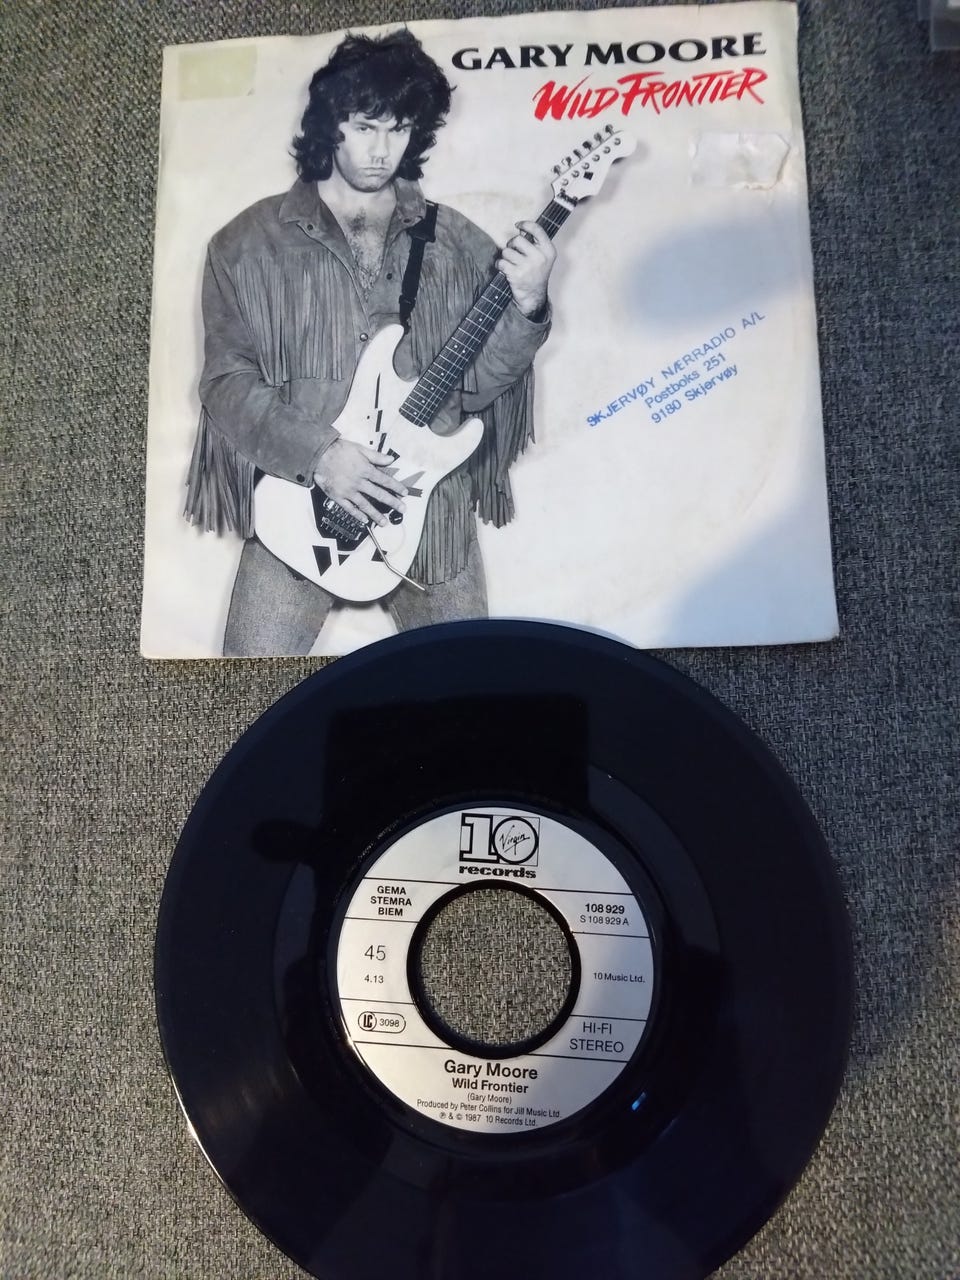 GARY MOORE
WILD FRONTIER
SKJERVØY NÆRRADIO A/L
Postboks 251
9180 Skjervøy
10
Virgin
records
GEMA
STEMRA
BIEM
108 929
S 108 929 A
45
4.13
10 Music Ltd.
LC 3098
HI-FI
STEREO
Gary Moore
Wild Frontier
(Gary Moore)
Produced by Peter Collins for Jill Music Ltd.
℗ & © 1987 10 Records Ltd.